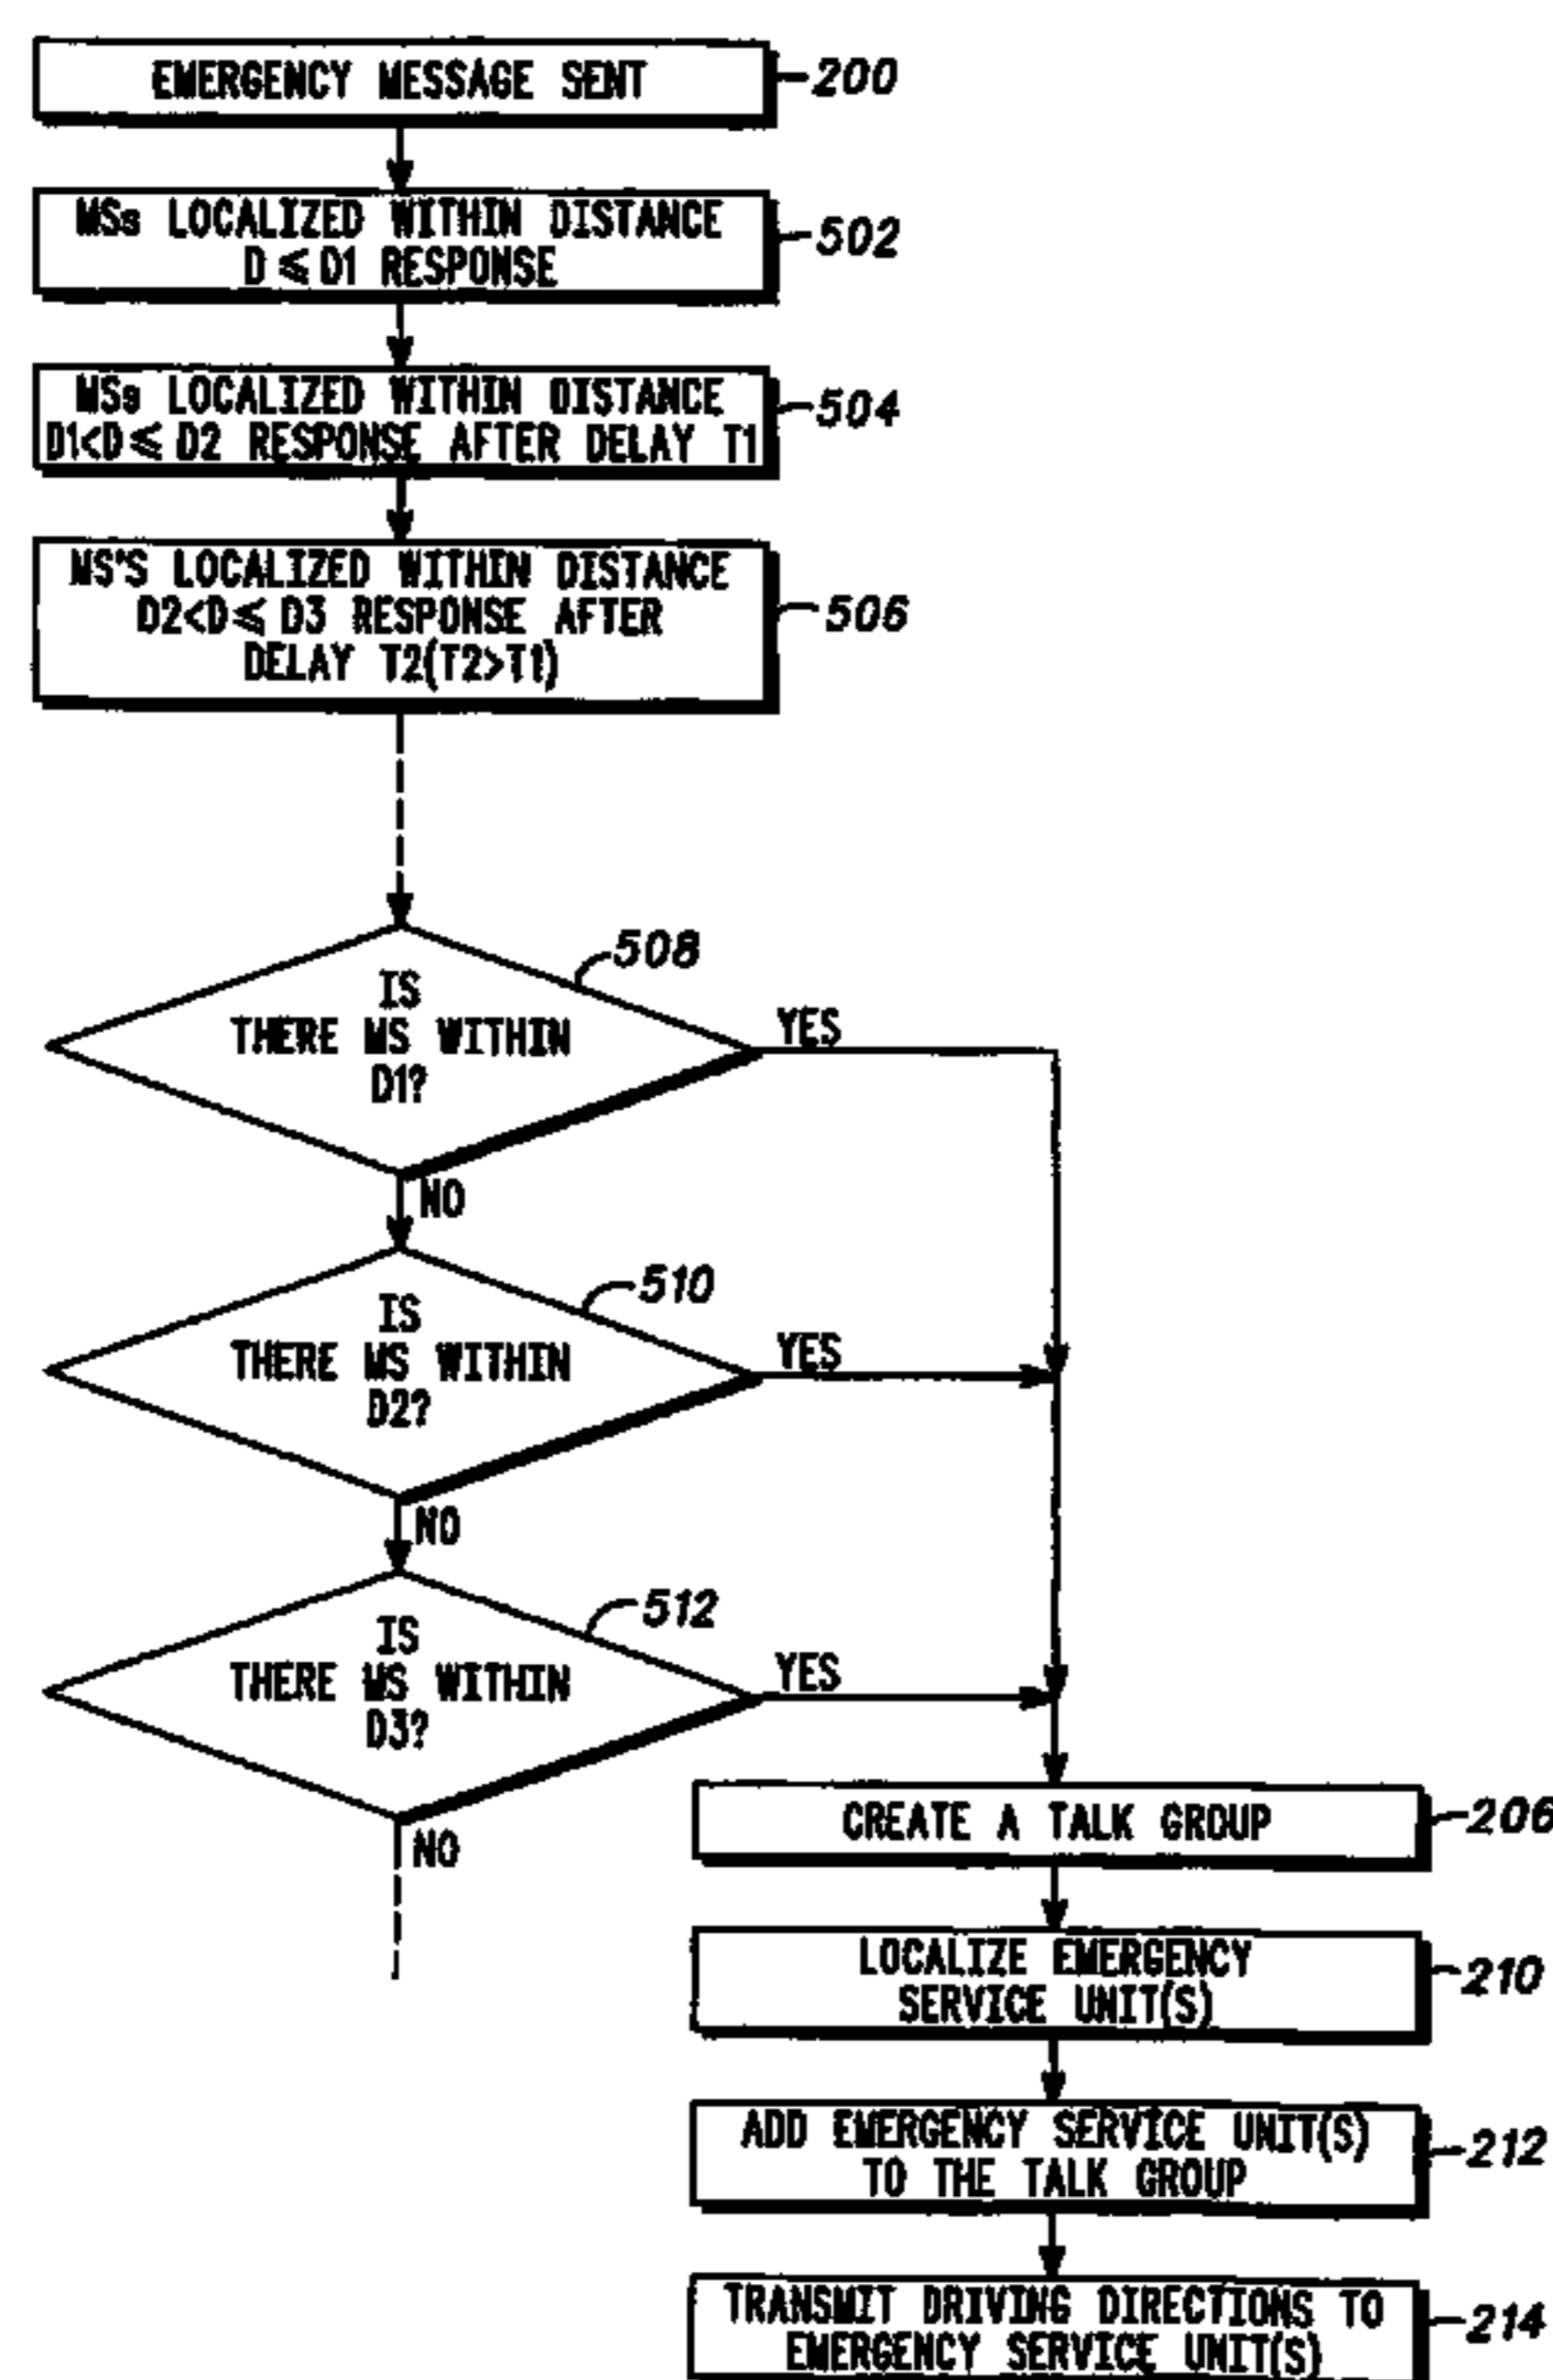 EMERGENCY MESSAGE SENT
200
MSs LOCALIZED WITHIN DISTANCE
D ⩽ D1 RESPONSE
502
MSs LOCALIZED WITHIN DISTANCE
D1<D⩽ D2 RESPONSE AFTER DELAY T1
504
MS'S LOCALIZED WITHIN DISTANCE
D2<D⩽ D3 RESPONSE AFTER
DELAY T2(T2>T1)
506
508
IS
THERE MS WITHIN
D1?
YES
NO
510
IS
THERE MS WITHIN
D2?
YES
NO
512
IS
THERE MS WITHIN
D3?
YES
NO
CREATE A TALK GROUP
206
LOCALIZE EMERGENCY
SERVICE UNIT(S)
210
ADD EMERGENCY SERVICE UNIT(S)
TO THE TALK GROUP
212
TRANSMIT DRIVING DIRECTIONS TO
EMERGENCY SERVICE UNIT(S)
214